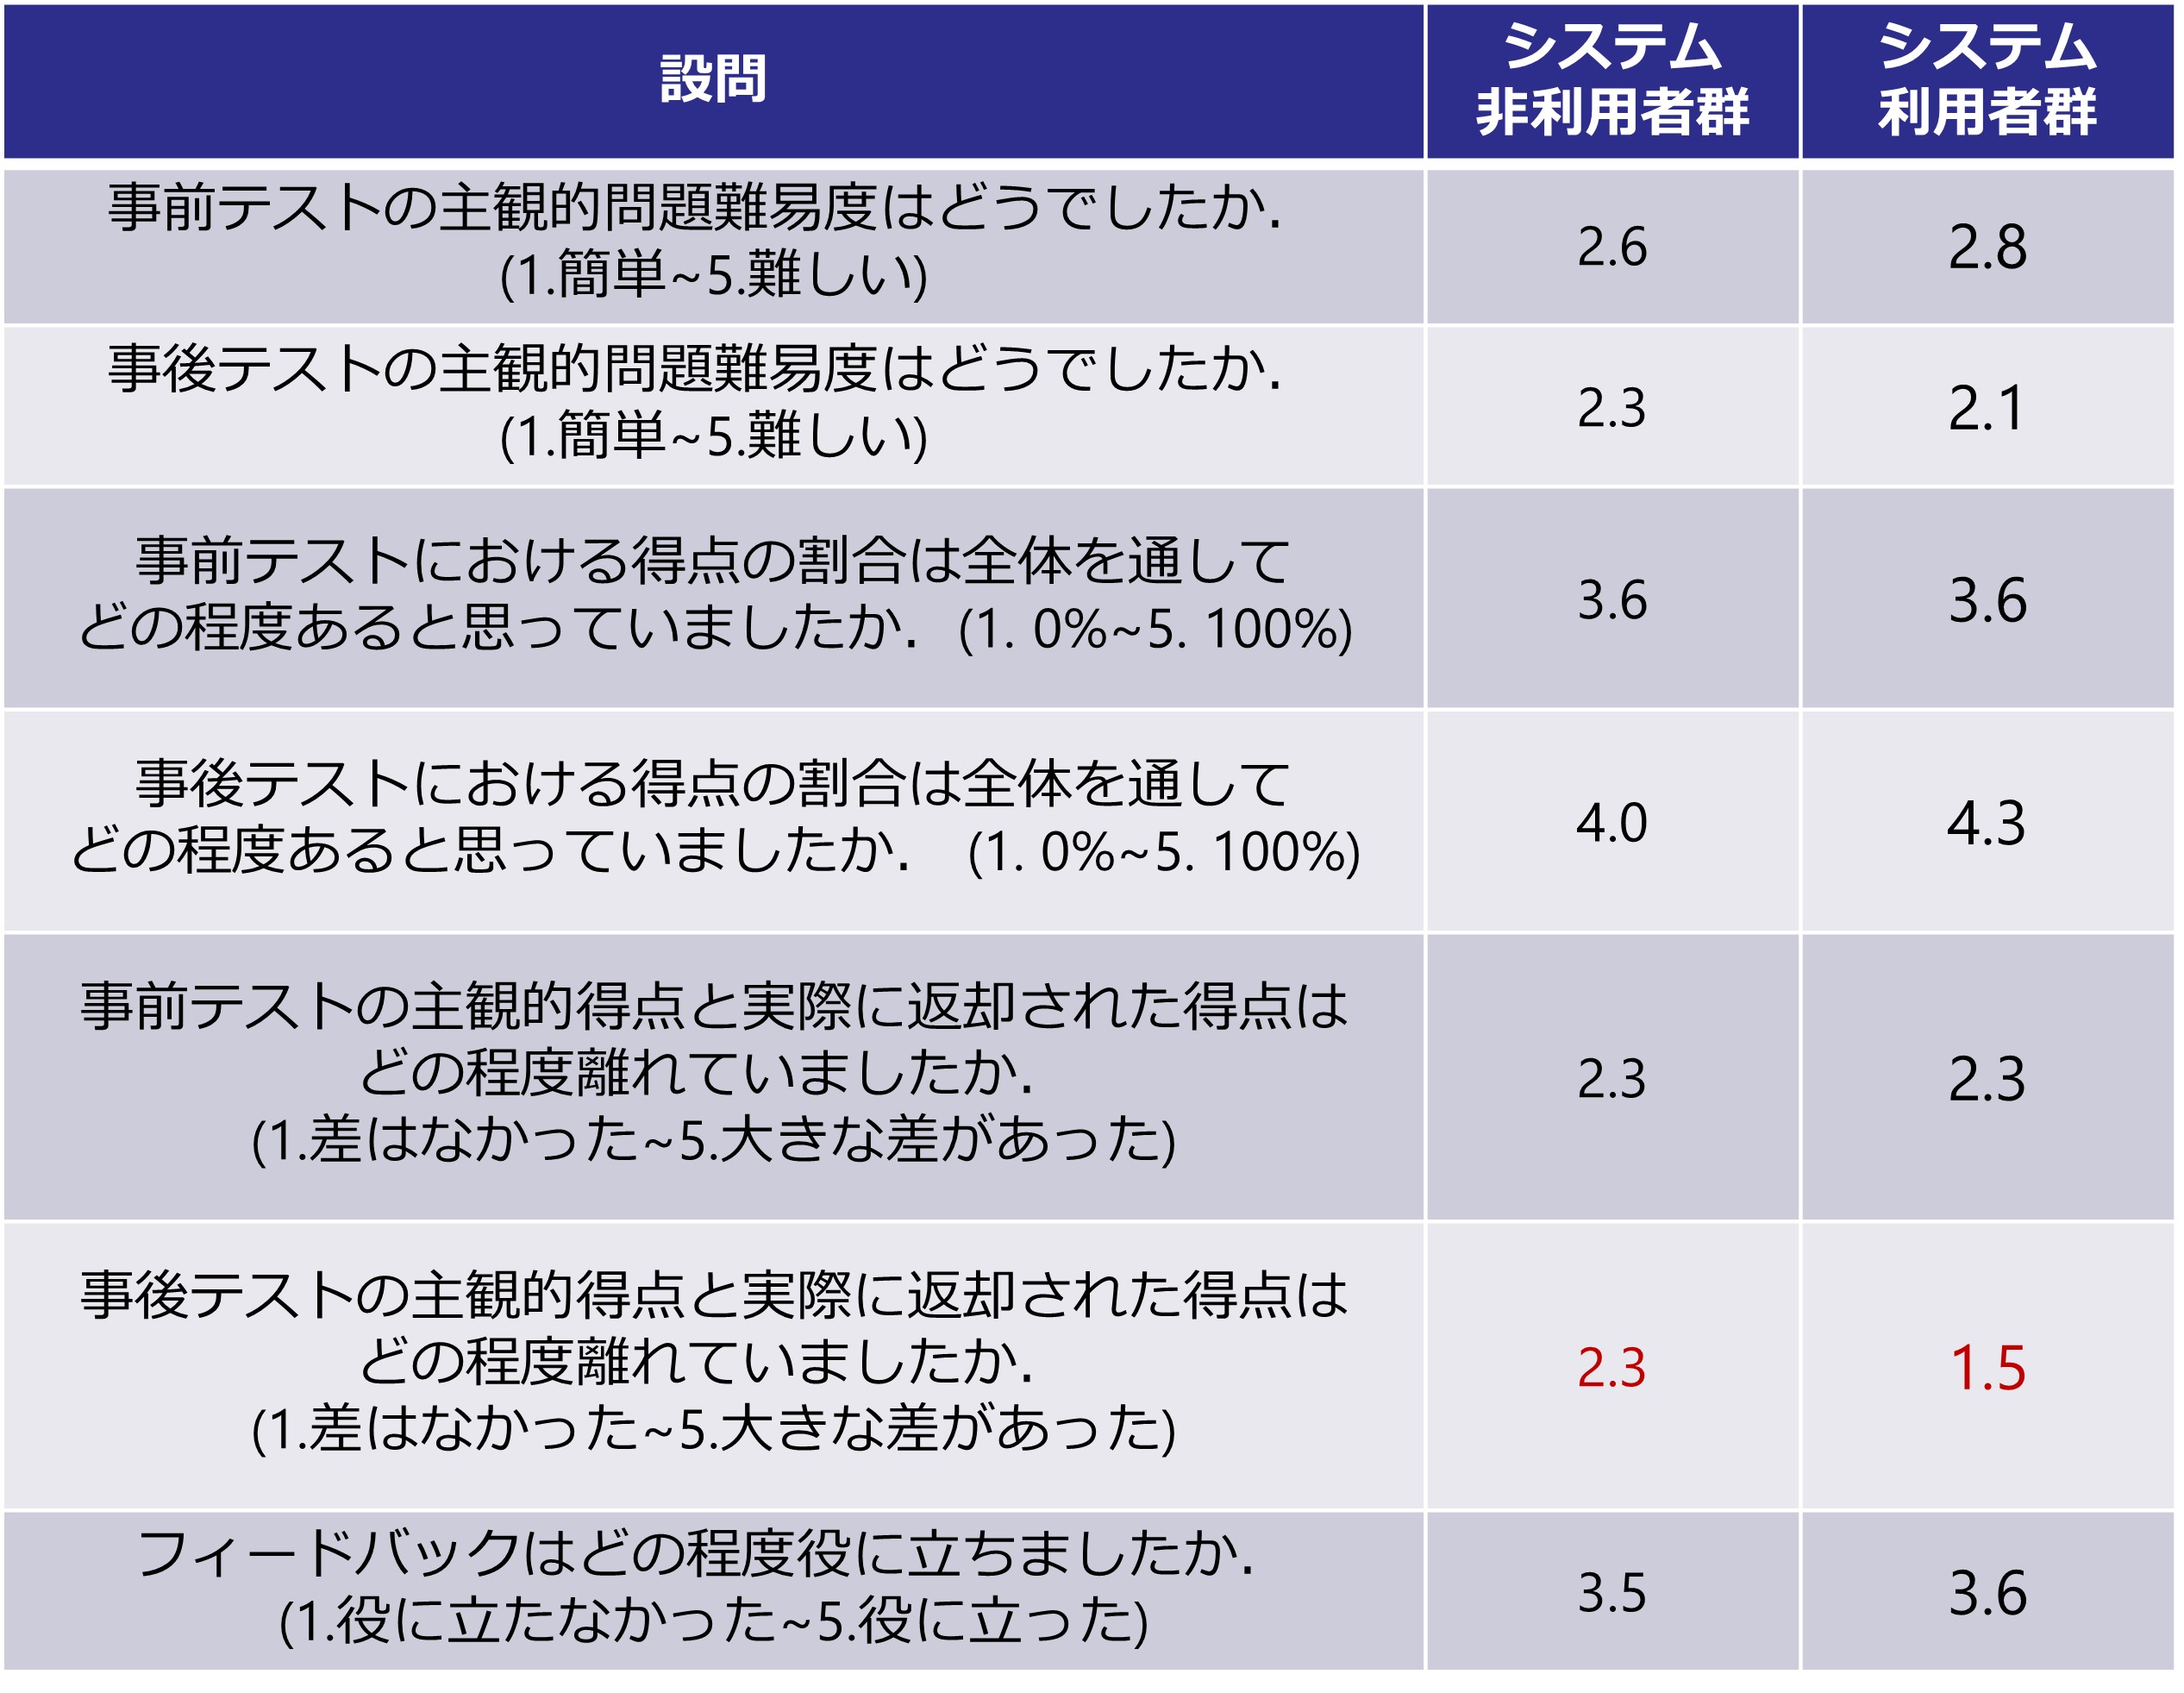 設問
システム
非利用者群
システム
利用者群
事前テストの主観的問題難易度はどうでしたか.
(1.簡単~5.難しい)
2.6
2.8
事後テストの主観的問題難易度はどうでしたか.
(1.簡単~5.難しい)
2.3
2.1
事前テストにおける得点の割合は全体を通して
どの程度あると思っていましたか. (1. 0%~5. 100%)
3.6
3.6
事後テストにおける得点の割合は全体を通して
どの程度あると思っていましたか. (1. 0%~5. 100%)
4.0
4.3
事前テストの主観的得点と実際に返却された得点は
どの程度離れていましたか.
(1.差はなかった~5.大きな差があった)
2.3
2.3
事後テストの主観的得点と実際に返却された得点は
どの程度離れていましたか.
(1.差はなかった~5.大きな差があった)
2.3
1.5
フィードバックはどの程度役に立ちましたか.
(1.役に立たなかった~5.役に立った)
3.5
3.6